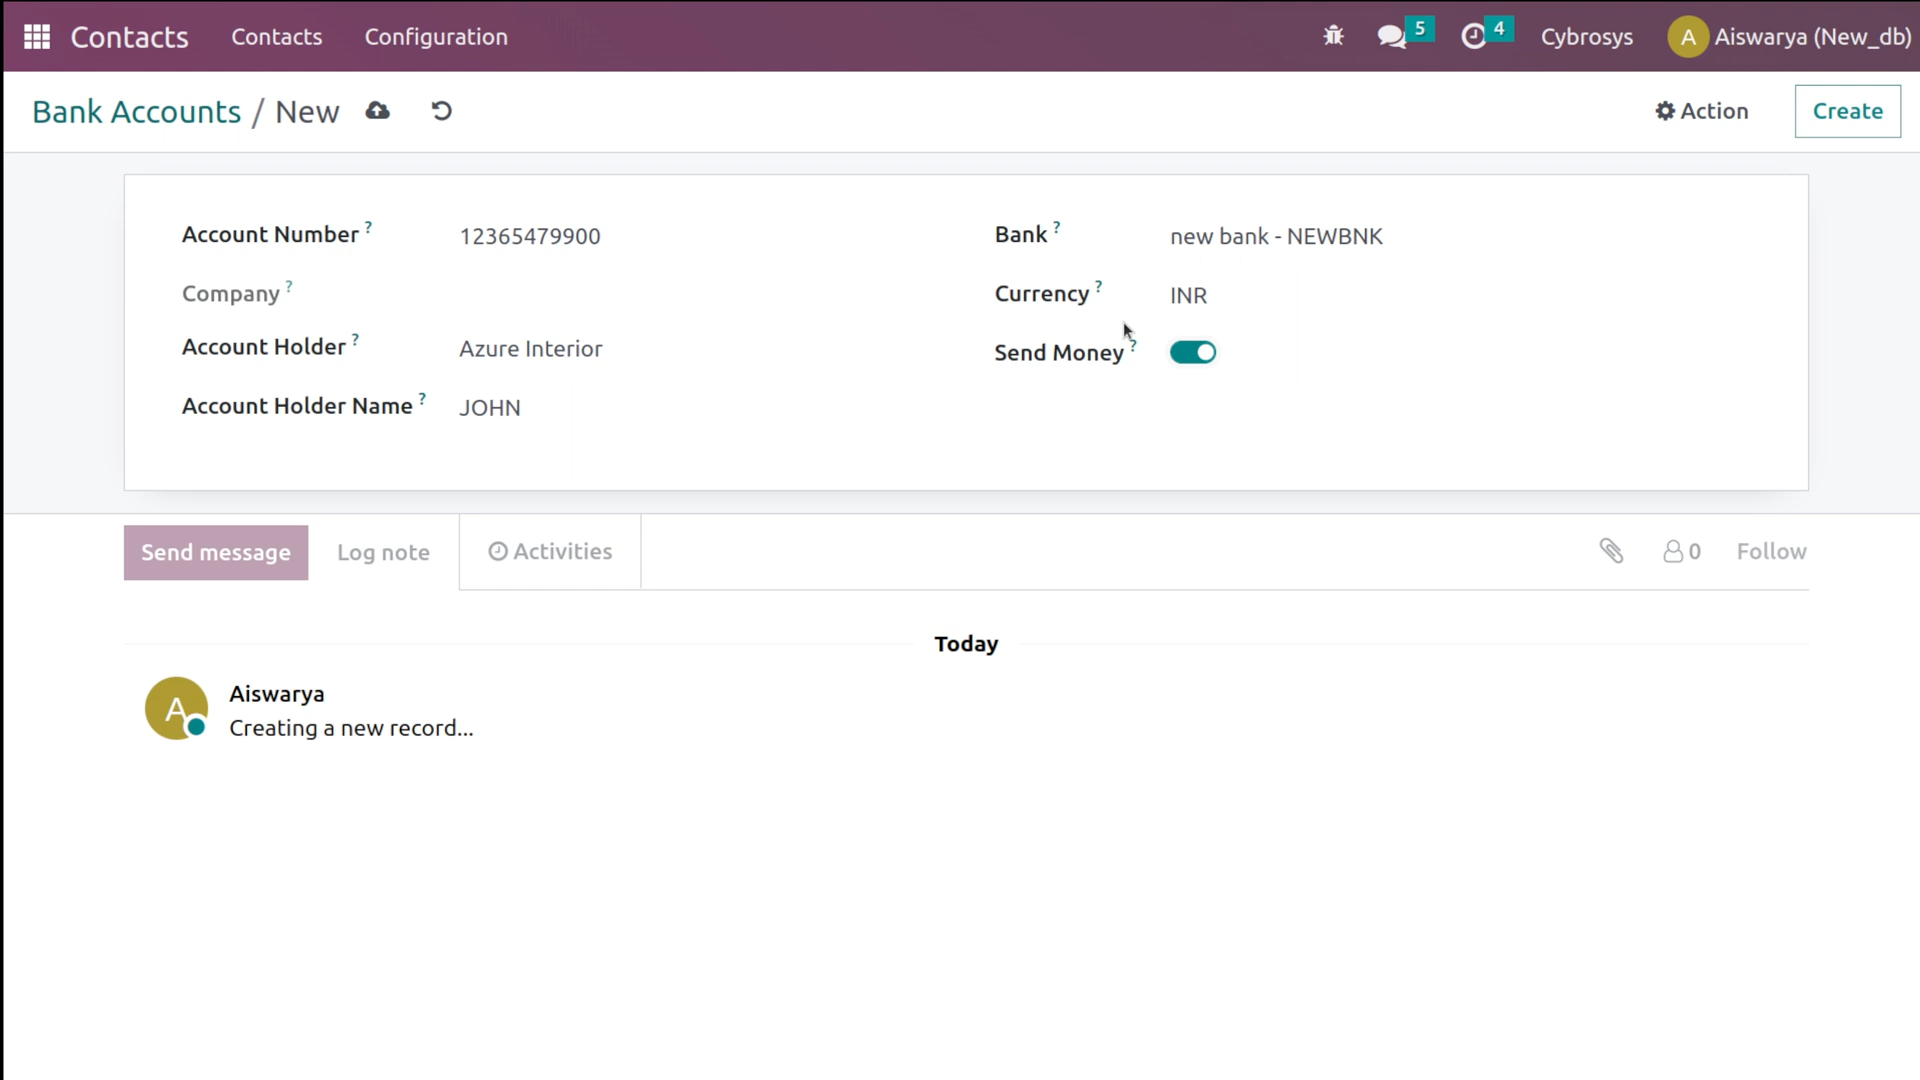 Contacts Contacts Configuration 5 4 Cybrosys A Aiswarya (New_db)
Bank Accounts / New Action Create
Account Number ? 12365479900 Bank ? new bank - NEWBNK
Company ? Currency ? INR
Account Holder ? Azure Interior Send Money ?
Account Holder Name ? JOHN
Send message Log note Activities 0 Follow
Today
A Aiswarya
Creating a new record...